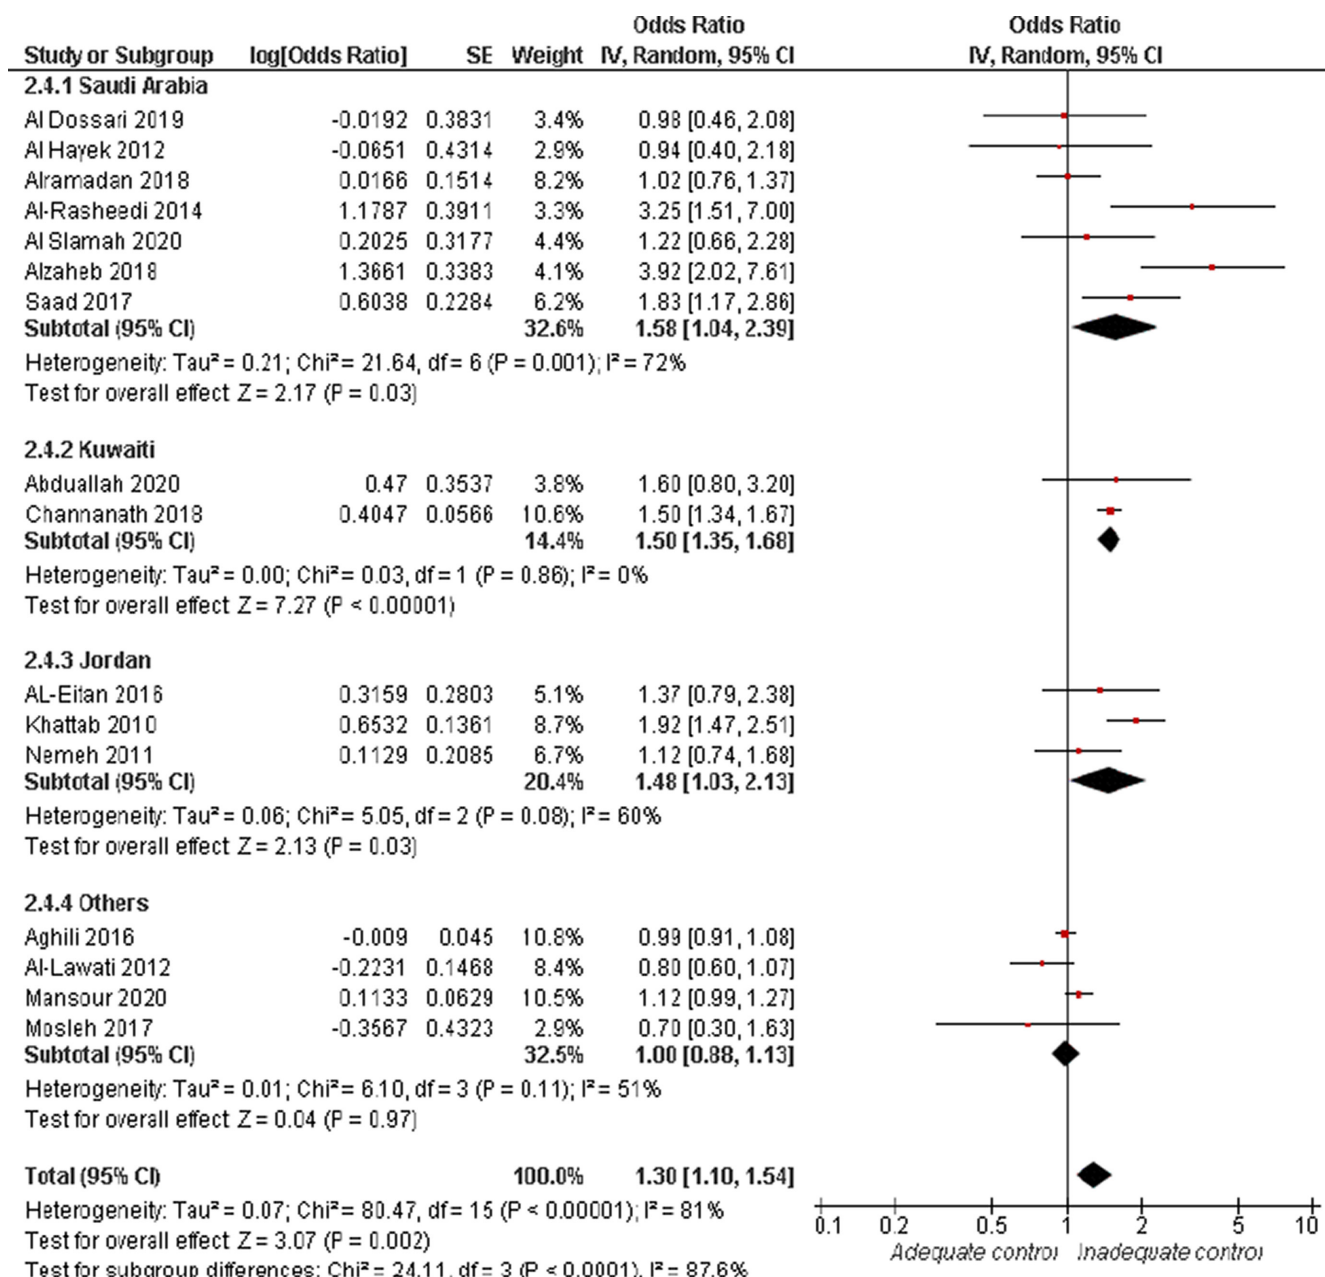 Odds Ratio Odds Ratio
Study or Subgroup log[Odds Ratio] SE Weight IV, Random, 95% CI IV, Random, 95% CI
2.4.1 Saudi Arabia
Al Dossari 2019 -0.0192 0.3831 3.4% 0.98 [0.46, 2.08]
Al Hayek 2012 -0.0651 0.4314 2.9% 0.94 [0.40, 2.18]
Alramadan 2018 0.0166 0.1514 8.2% 1.02 [0.76, 1.37]
Al-Rasheedi 2014 1.1787 0.3911 3.3% 3.25 [1.51, 7.00]
Al Slamah 2020 0.2025 0.3177 4.4% 1.22 [0.66, 2.28]
Alzaheb 2018 1.3661 0.3383 4.1% 3.92 [2.02, 7.61]
Saad 2017 0.6038 0.2284 6.2% 1.83 [1.17, 2.86]
Subtotal (95% CI) 32.6% 1.58 [1.04, 2.39]
Heterogeneity: Tau² = 0.21; Chi² = 21.64, df = 6 (P = 0.001); I² = 72%
Test for overall effect Z = 2.17 (P = 0.03)
2.4.2 Kuwaiti
Abduallah 2020 0.47 0.3537 3.8% 1.60 [0.80, 3.20]
Channanath 2018 0.4047 0.0566 10.6% 1.50 [1.34, 1.67]
Subtotal (95% CI) 14.4% 1.50 [1.35, 1.68]
Heterogeneity: Tau² = 0.00; Chi² = 0.03, df = 1 (P = 0.86); I² = 0%
Test for overall effect Z = 7.27 (P < 0.00001)
2.4.3 Jordan
AL-Eitan 2016 0.3159 0.2803 5.1% 1.37 [0.79, 2.38]
Khattab 2010 0.6532 0.1361 8.7% 1.92 [1.47, 2.51]
Nemeh 2011 0.1129 0.2085 6.7% 1.12 [0.74, 1.68]
Subtotal (95% CI) 20.4% 1.48 [1.03, 2.13]
Heterogeneity: Tau² = 0.06; Chi² = 5.05, df = 2 (P = 0.08); I² = 60%
Test for overall effect Z = 2.13 (P = 0.03)
2.4.4 Others
Aghili 2016 -0.009 0.045 10.8% 0.99 [0.91, 1.08]
Al-Lawati 2012 -0.2231 0.1468 8.4% 0.80 [0.60, 1.07]
Mansour 2020 0.1133 0.0629 10.5% 1.12 [0.99, 1.27]
Mosleh 2017 -0.3567 0.4323 2.9% 0.70 [0.30, 1.63]
Subtotal (95% CI) 32.5% 1.00 [0.88, 1.13]
Heterogeneity: Tau² = 0.01; Chi² = 6.10, df = 3 (P = 0.11); I² = 51%
Test for overall effect Z = 0.04 (P = 0.97)
Total (95% CI) 100.0% 1.30 [1.10, 1.54]
Heterogeneity: Tau² = 0.07; Chi² = 80.47, df = 15 (P < 0.00001); I² = 81%
Test for overall effect Z = 3.07 (P = 0.002)
Test for subgroup differences: Chi² = 24.11, df = 3 (P < 0.0001), I² = 87.6%
0.1 0.2 0.5 1 2 5 10
Adequate control Inadequate control